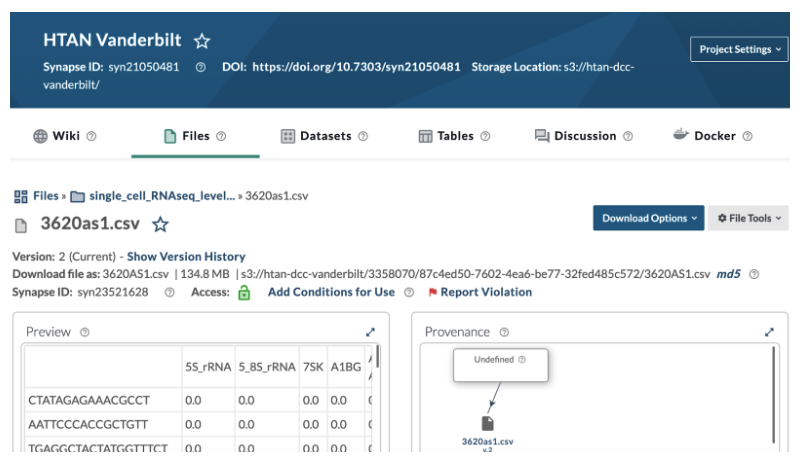 HTAN Vanderbilt
Project Settings
Synapse ID: syn21050481 DOI: https://doi.org/10.7303/syn21050481 Storage Location: s3://htan-dcc-
vanderbilt/
Wiki Files Datasets Tables Discussion Docker
Files » single_cell_RNAseq_level... » 3620as1.csv
3620as1.csv
Download Options File Tools
Version: 2 (Current) - Show Version History
Download file as: 3620AS1.csv | 134.8 MB | s3://htan-dcc-vanderbilt/3358070/87c4ed50-7602-4ea6-be77-32fed485c572/3620AS1.csv md5
Synapse ID: syn23521628 Access: Add Conditions for Use Report Violation
Preview
5S_rRNA 5_8S_rRNA 7SK A1BG
CTATAGAGAAACGCCT 0.0 0.0 0.0 0.0
AATTCCCACCGCTGTT 0.0 0.0 0.0 0.0
TGAGGCTACTATGGTTTCT 0.0 0.0 0.0 0.0
Provenance
Undefined
3620as1.csv
v.2